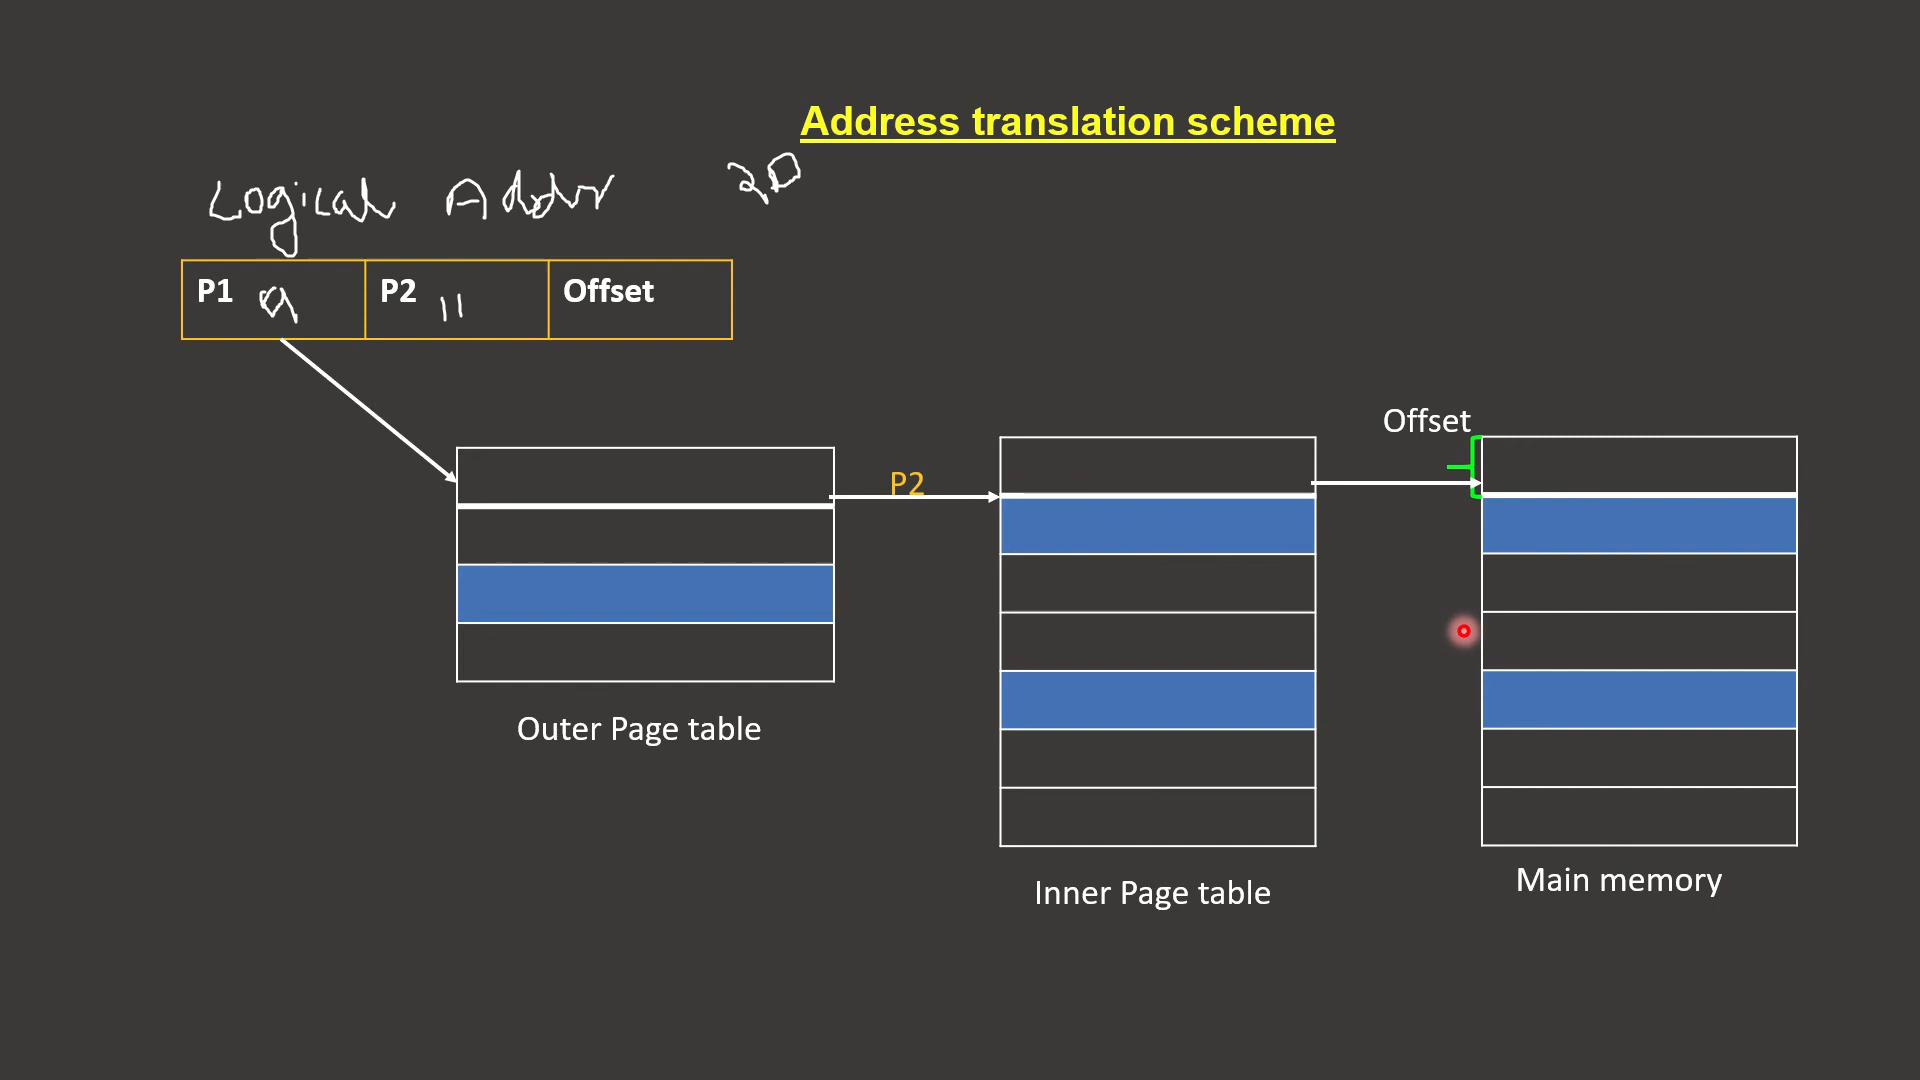 Address translation scheme
Logical Addr 20
P1 9 P2 11 Offset
Offset
P2
Outer Page table
Main memory
Inner Page table